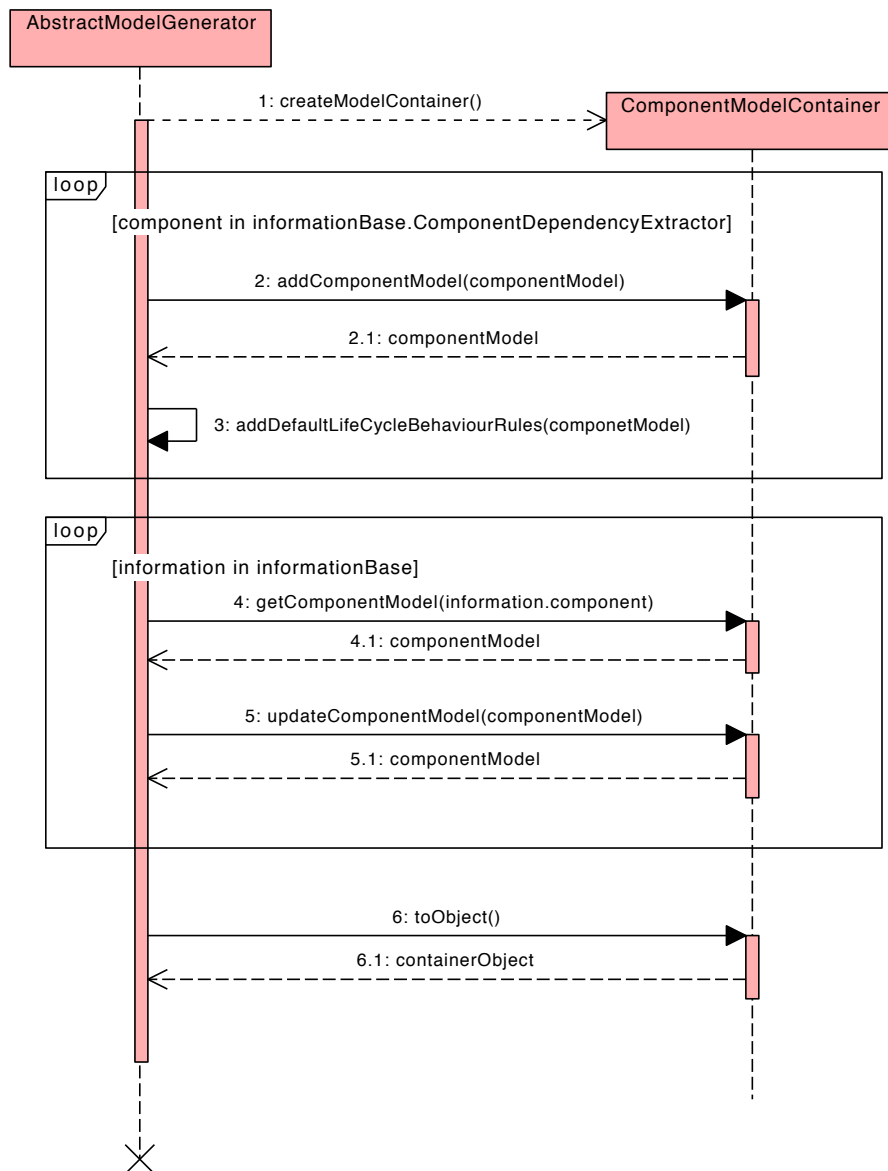 AbstractModelGenerator
1: createModelContainer()
ComponentModelContainer
loop
[component in informationBase.ComponentDependencyExtractor]
2: addComponentModel(componentModel)
2.1: componentModel
3: addDefaultLifeCycleBehaviourRules(componetModel)
loop
[information in informationBase]
4: getComponentModel(information.component)
4.1: componentModel
5: updateComponentModel(componentModel)
5.1: componentModel
6: toObject()
6.1: containerObject